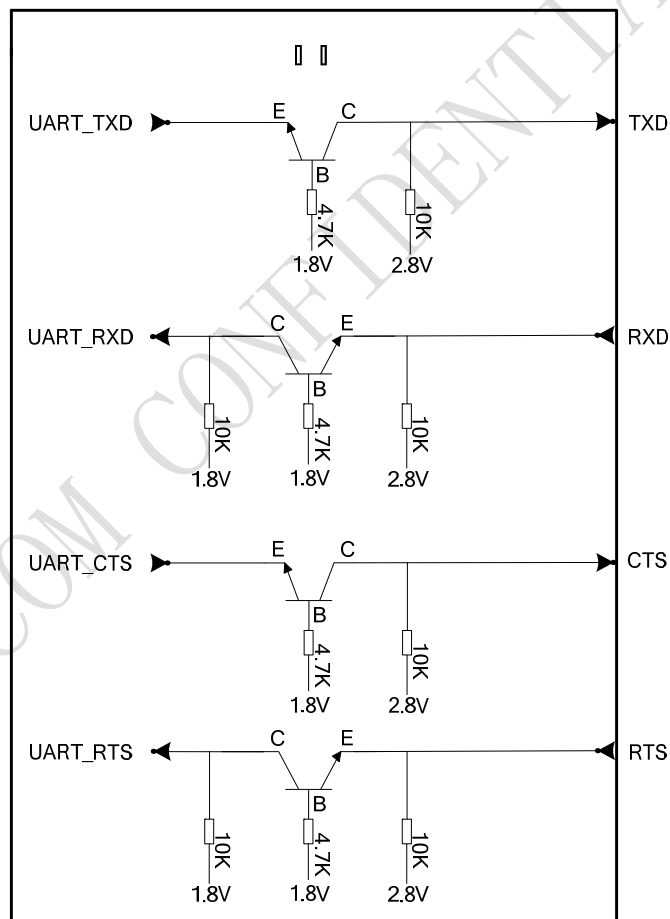 COM CONFIDENTIA
E C
UART_TXD TXD
B
4.7K 10K
1.8V 2.8V
C E
UART_RXD RXD
B
10K 4.7K 10K
1.8V 1.8V 2.8V
E C
UART_CTS CTS
B
4.7K 10K
1.8V 2.8V
C E
UART_RTS RTS
B
10K 4.7K 10K
1.8V 1.8V 2.8V